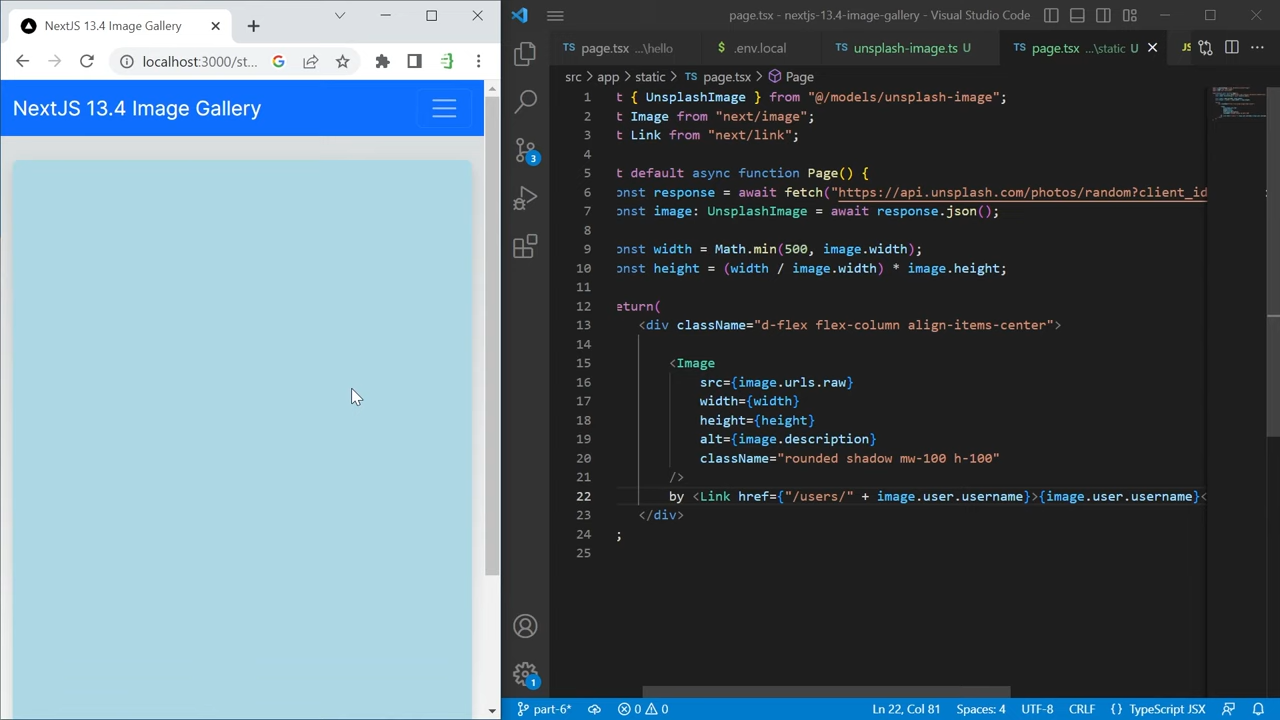 NextJS 13.4 Image Gallery
localhost:3000/st...
NextJS 13.4 Image Gallery
page.tsx - nextjs-13.4-image-gallery - Visual Studio Code
page.tsx ...\hello
$ .env.local
unsplash-image.ts U
page.tsx ...\static U
JS
src > app > static > page.tsx > Page
1 t { UnsplashImage } from "@/models/unsplash-image";
2 t Image from "next/image";
3 t Link from "next/link";
4
5 t default async function Page() {
6 onst response = await fetch("https://api.unsplash.com/photos/random?client_id
7 onst image: UnsplashImage = await response.json();
8
9 onst width = Math.min(500, image.width);
10 onst height = (width / image.width) * image.height;
11
12 eturn(
13 <div className="d-flex flex-column align-items-center">
14
15 <Image
16 src={image.urls.raw}
17 width={width}
18 height={height}
19 alt={image.description}
20 className="rounded shadow mw-100 h-100"
21 />
22 by <Link href={"/users/" + image.user.username}>{image.user.username}<
23 </div>
24 ;
25
3
1
part-6*
0 0
Ln 22, Col 81
Spaces: 4
UTF-8
CRLF
{} TypeScript JSX